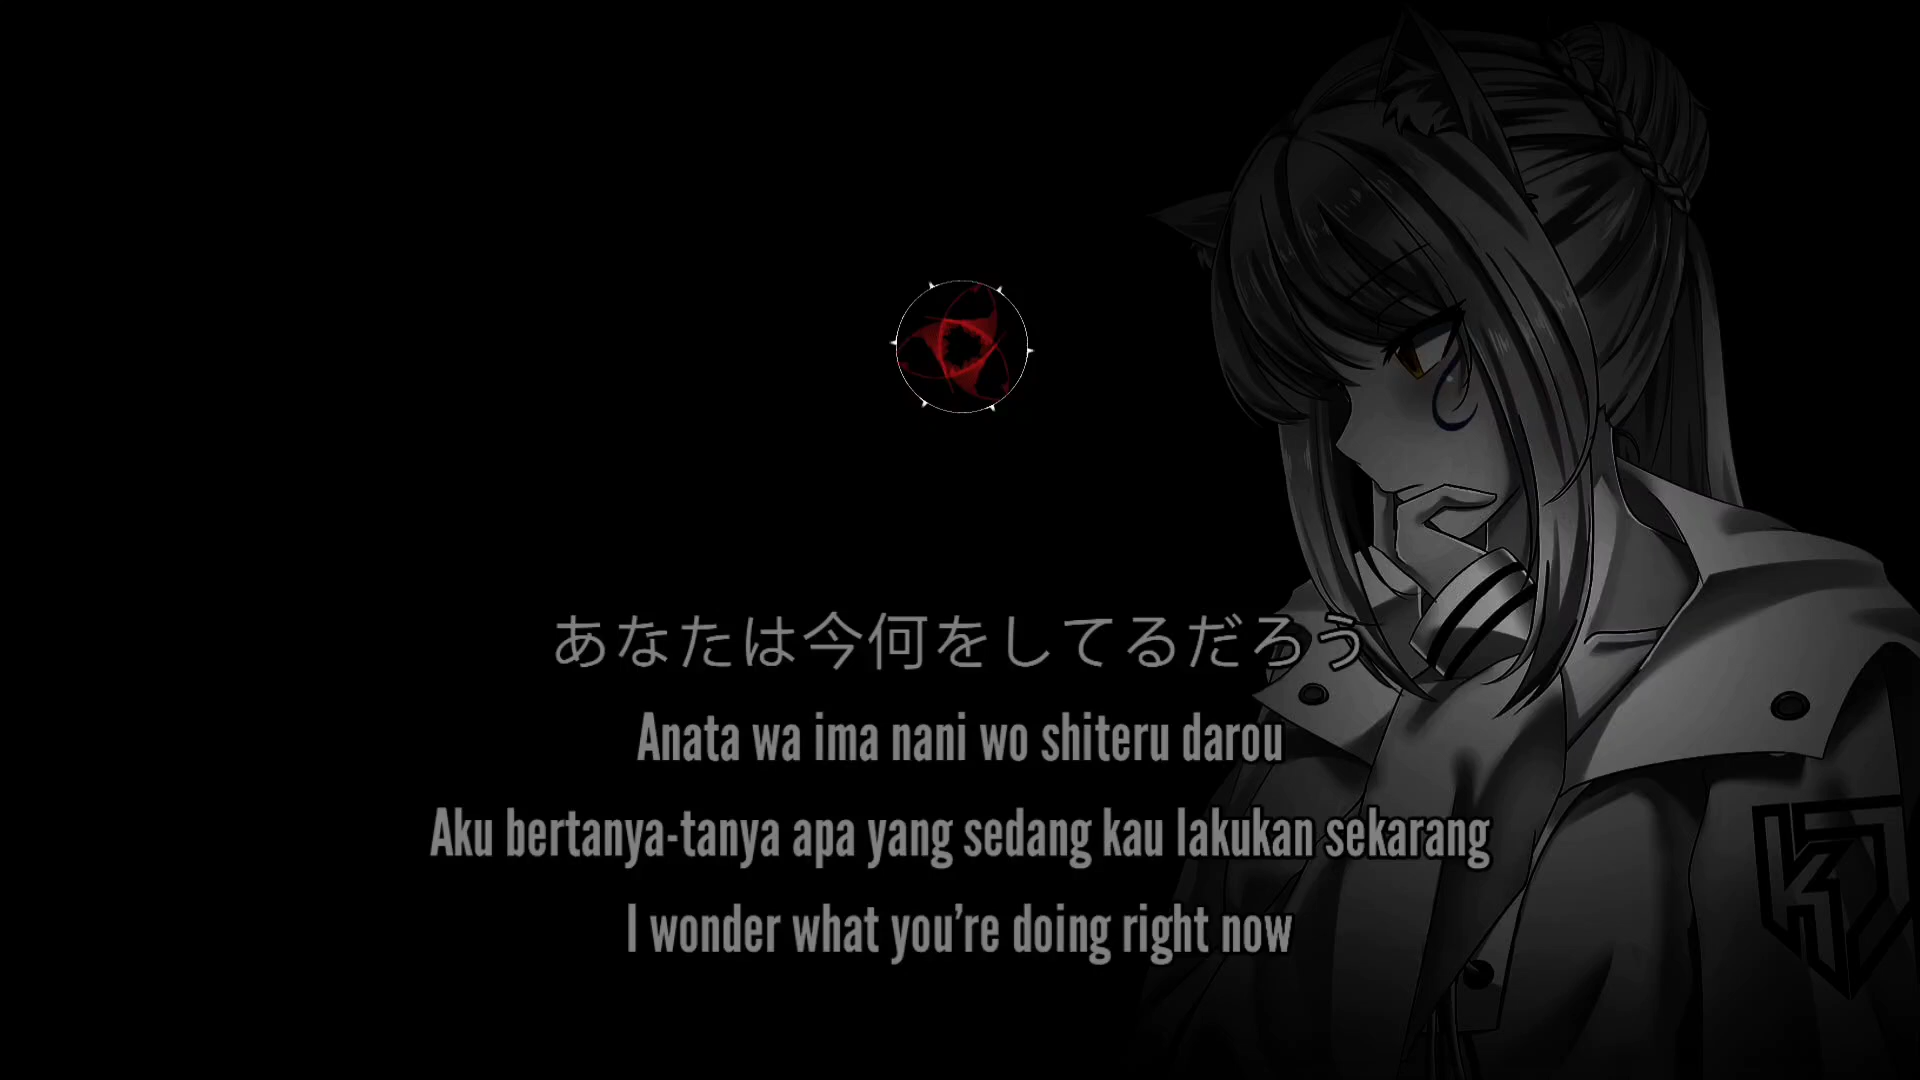 あなたは今何をしてるだろう
Anata wa ima nani wo shiteru darou
Aku bertanya-tanya apa yang sedang kau lakukan sekarang
I wonder what you’re doing right now